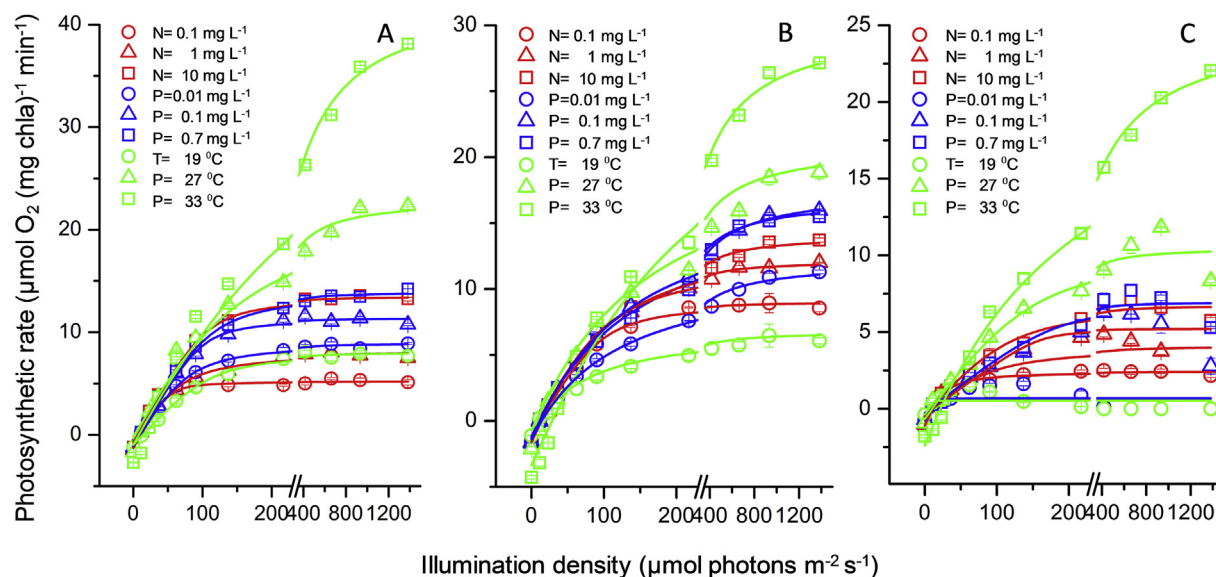 Photosynthetic rate (µmol O₂ (mg chla)⁻¹ min⁻¹)
40
30
20
10
0
A
N= 0.1 mg L⁻¹
N= 1 mg L⁻¹
N= 10 mg L⁻¹
P=0.01 mg L⁻¹
P= 0.1 mg L⁻¹
P= 0.7 mg L⁻¹
T= 19 ⁰C
P= 27 ⁰C
P= 33 ⁰C
0 100 200 400 800 1200
30
20
10
0
B
N= 0.1 mg L⁻¹
N= 1 mg L⁻¹
N= 10 mg L⁻¹
P=0.01 mg L⁻¹
P= 0.1 mg L⁻¹
P= 0.7 mg L⁻¹
T= 19 ⁰C
P= 27 ⁰C
P= 33 ⁰C
0 100 200 400 800 1200
25
20
15
10
5
0
C
N= 0.1 mg L⁻¹
N= 1 mg L⁻¹
N= 10 mg L⁻¹
P=0.01 mg L⁻¹
P= 0.1 mg L⁻¹
P= 0.7 mg L⁻¹
T= 19 ⁰C
P= 27 ⁰C
P= 33 ⁰C
0 100 200 400 800 1200
Illumination density (µmol photons m⁻² s⁻¹)